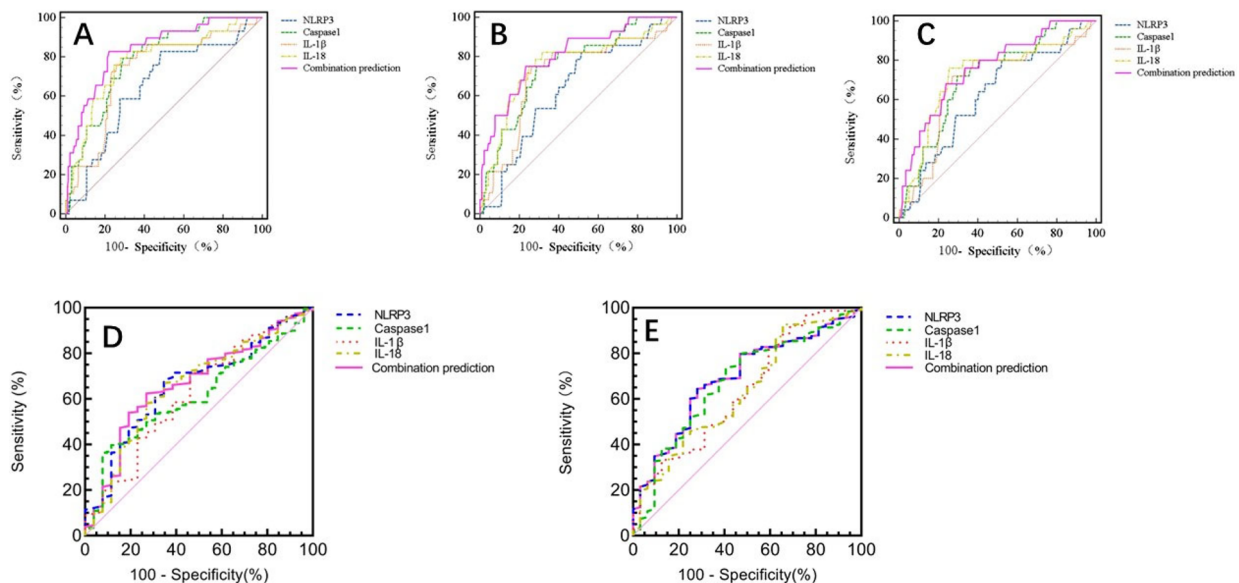 A
100
80
60
40
20
0
Sensitivity (%)
0 20 40 60 80 100
100- Specificity (%)
NLRP3
Caspase1
IL-1β
IL-18
Combination prediction
B
100
80
60
40
20
0
Sensitivity (%)
0 20 40 60 80 100
100- Specificity (%)
NLRP3
Caspase1
IL-1β
IL-18
Combination prediction
C
100
80
60
40
20
0
Sensitivity (%)
0 20 40 60 80 100
100- Specificity (%)
NLRP3
Caspase1
IL-1β
IL-18
Combination prediction
D
100
80
60
40
20
0
Sensitivity (%)
0 20 40 60 80 100
100 - Specificity(%)
NLRP3
Caspase1
IL-1β
IL-18
Combination prediction
E
100
80
60
40
20
0
Sensitivity (%)
0 20 40 60 80 100
100 - Specificity(%)
NLRP3
Caspase1
IL-1β
IL-18
Combination prediction